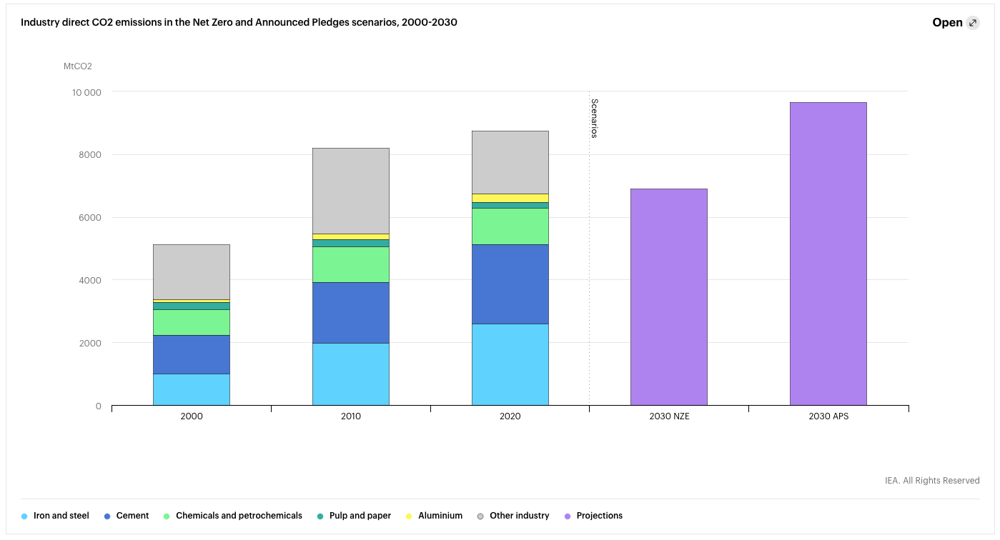 Industry direct CO2 emissions in the Net Zero and Announced Pledges scenarios, 2000-2030
Open
MtCO2
10 000
8000
6000
4000
2000
0
Scenarios
2000
2010
2020
2030 NZE
2030 APS
IEA. All Rights Reserved
Iron and steel
Cement
Chemicals and petrochemicals
Pulp and paper
Aluminium
Other industry
Projections